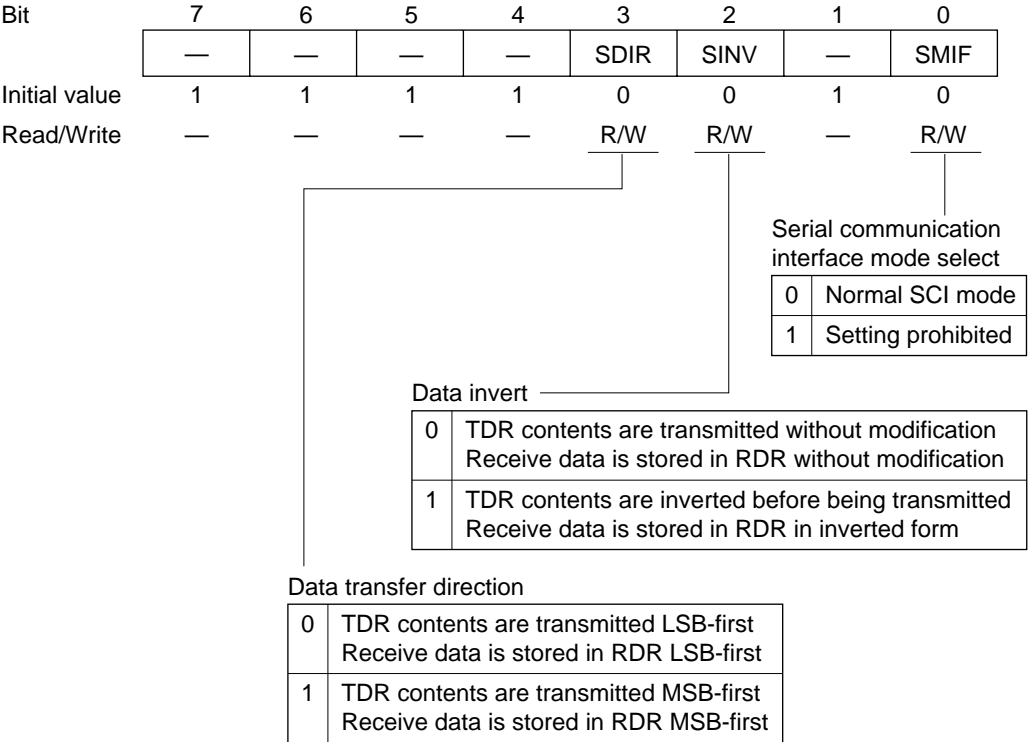 Bit 7 6 5 4 3 2 1 0
— — — — SDIR SINV — SMIF
Initial value 1 1 1 1 0 0 1 0
Read/Write — — — — R/W R/W — R/W
Serial communication
interface mode select
0 Normal SCI mode
1 Setting prohibited
Data invert
0 TDR contents are transmitted without modification
Receive data is stored in RDR without modification
1 TDR contents are inverted before being transmitted
Receive data is stored in RDR in inverted form
Data transfer direction
0 TDR contents are transmitted LSB-first
Receive data is stored in RDR LSB-first
1 TDR contents are transmitted MSB-first
Receive data is stored in RDR MSB-first